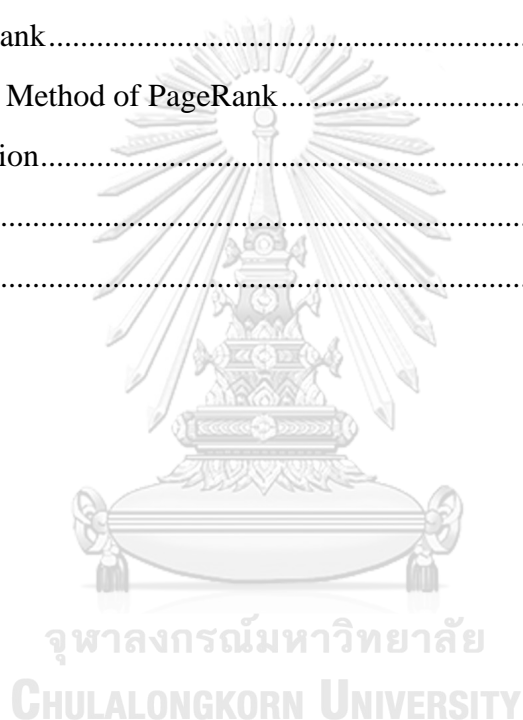 ank..........................................................
Method of PageRank..............................
ion...........................................................
.................................................................
.................................................................
จุฬาลงกรณ์มหาวิทยาลัย
CHULALONGKORN UNIVERSITY